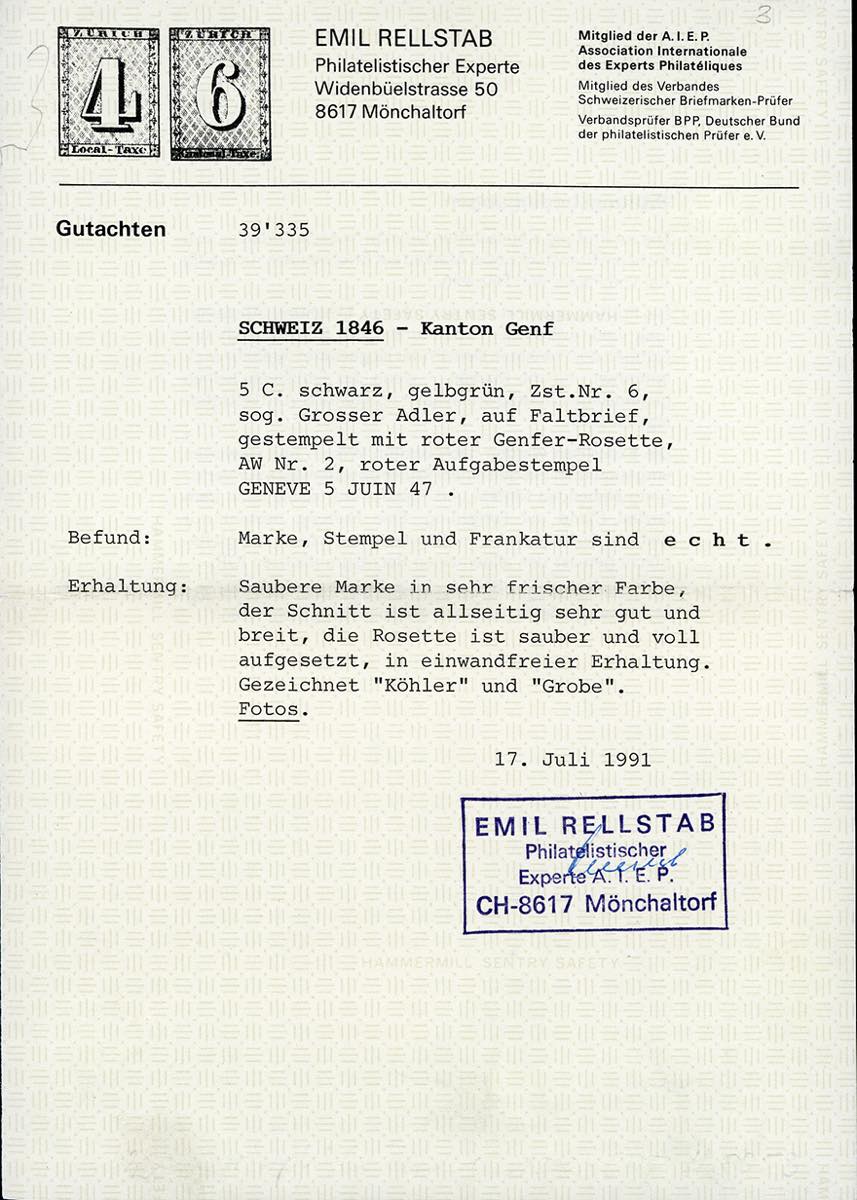 3
ZÜRICH
4
Local-Taxe
ZÜRICH
6
Cantonal-Taxe.
EMIL RELLSTAB
Philatelistischer Experte
Widenbüelstrasse 50
8617 Mönchaltorf
Mitglied der A. I. E. P.
Association Internationale
des Experts Philatéliques
Mitglied des Verbandes
Schweizerischer Briefmarken-Prüfer
Verbandsprüfer BPP, Deutscher Bund
der philatelistischen Prüfer e. V.
Gutachten 39'335
SCHWEIZ 1846 - Kanton Genf
5 C. schwarz, gelbgrün, Zst.Nr. 6,
sog. Grosser Adler, auf Faltbrief,
gestempelt mit roter Genfer-Rosette,
AW Nr. 2, roter Aufgabestempel
GENEVE 5 JUIN 47 .
Befund: Marke, Stempel und Frankatur sind e c h t .
Erhaltung: Saubere Marke in sehr frischer Farbe,
der Schnitt ist allseitig sehr gut und
breit, die Rosette ist sauber und voll
aufgesetzt, in einwandfreier Erhaltung.
Gezeichnet "Köhler" und "Grobe".
Fotos.
17. Juli 1991
EMIL RELLSTAB
Philatelistischer
Experte A. I. E. P.
CH-8617 Mönchaltorf
HAMMERMILL SENTRY SAFETY